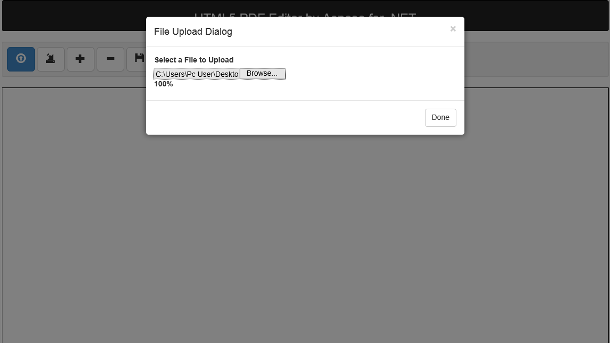 HTML5 PDF Editor by Aspose for .NET
File Upload Dialog ×
Select a File to Upload
C:\Users\Pc User\Deskto Browse...
100%
Done